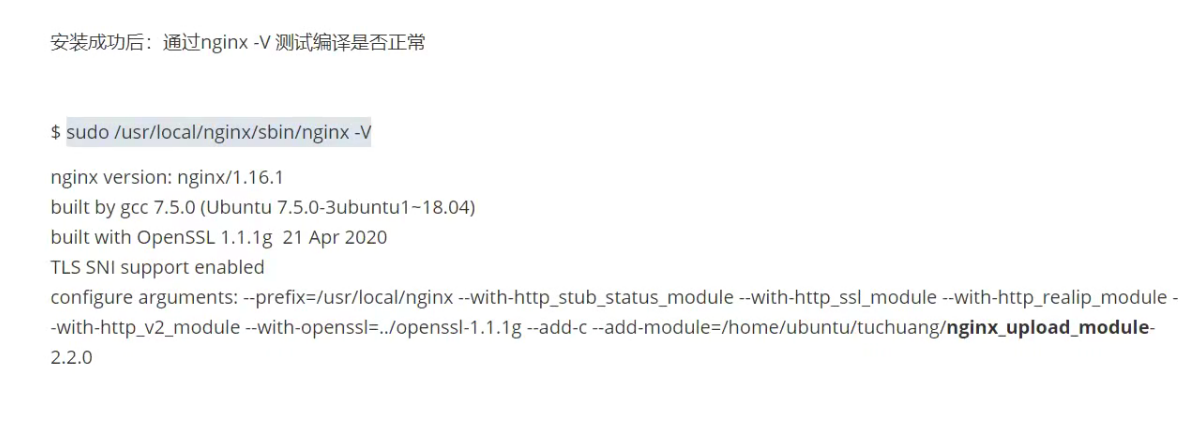 安装成功后：通过nginx -V 测试编译是否正常
$ sudo /usr/local/nginx/sbin/nginx -V
nginx version: nginx/1.16.1
built by gcc 7.5.0 (Ubuntu 7.5.0-3ubuntu1~18.04)
built with OpenSSL 1.1.1g  21 Apr 2020
TLS SNI support enabled
configure arguments: --prefix=/usr/local/nginx --with-http_stub_status_module --with-http_ssl_module --with-http_realip_module -
-with-http_v2_module --with-openssl=../openssl-1.1.1g --add-c --add-module=/home/ubuntu/tuchuang/nginx_upload_module-
2.2.0